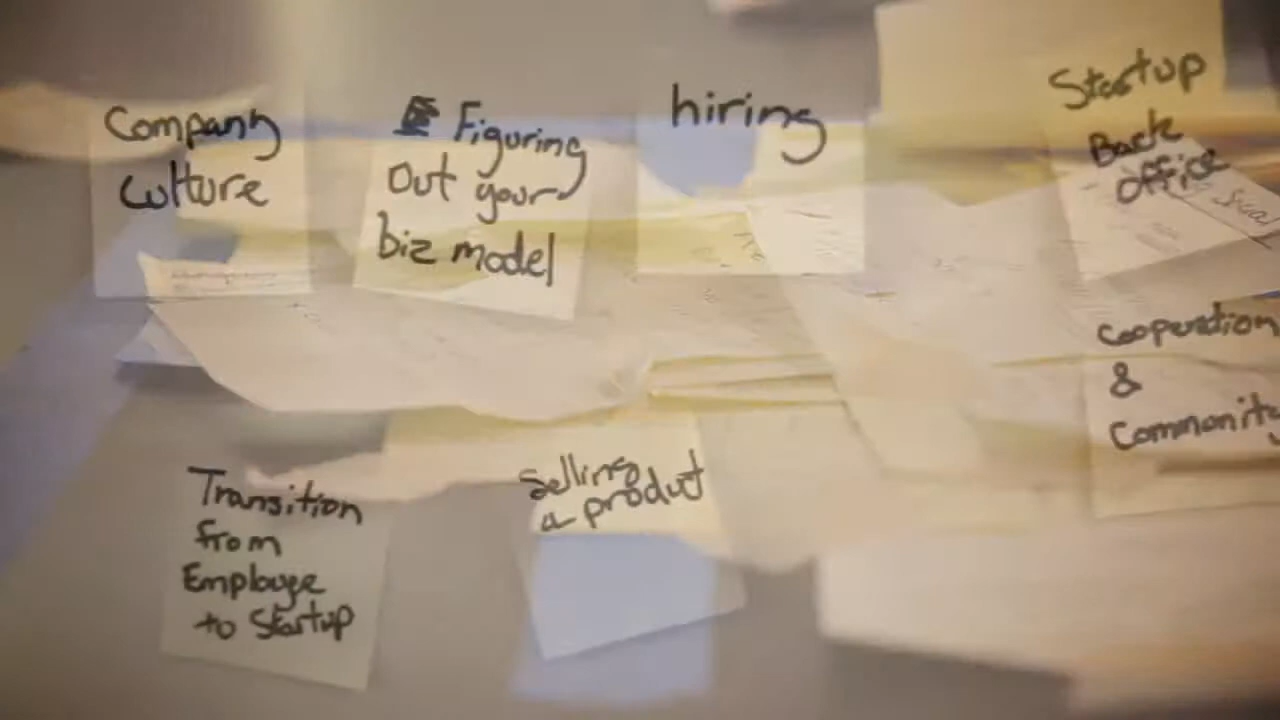 Company
Culture
Figuring
Out your
biz model
hiring
Startup
Back
Office
Cooperation
&
Community
Transition
from
Employee
to Startup
Selling
a product